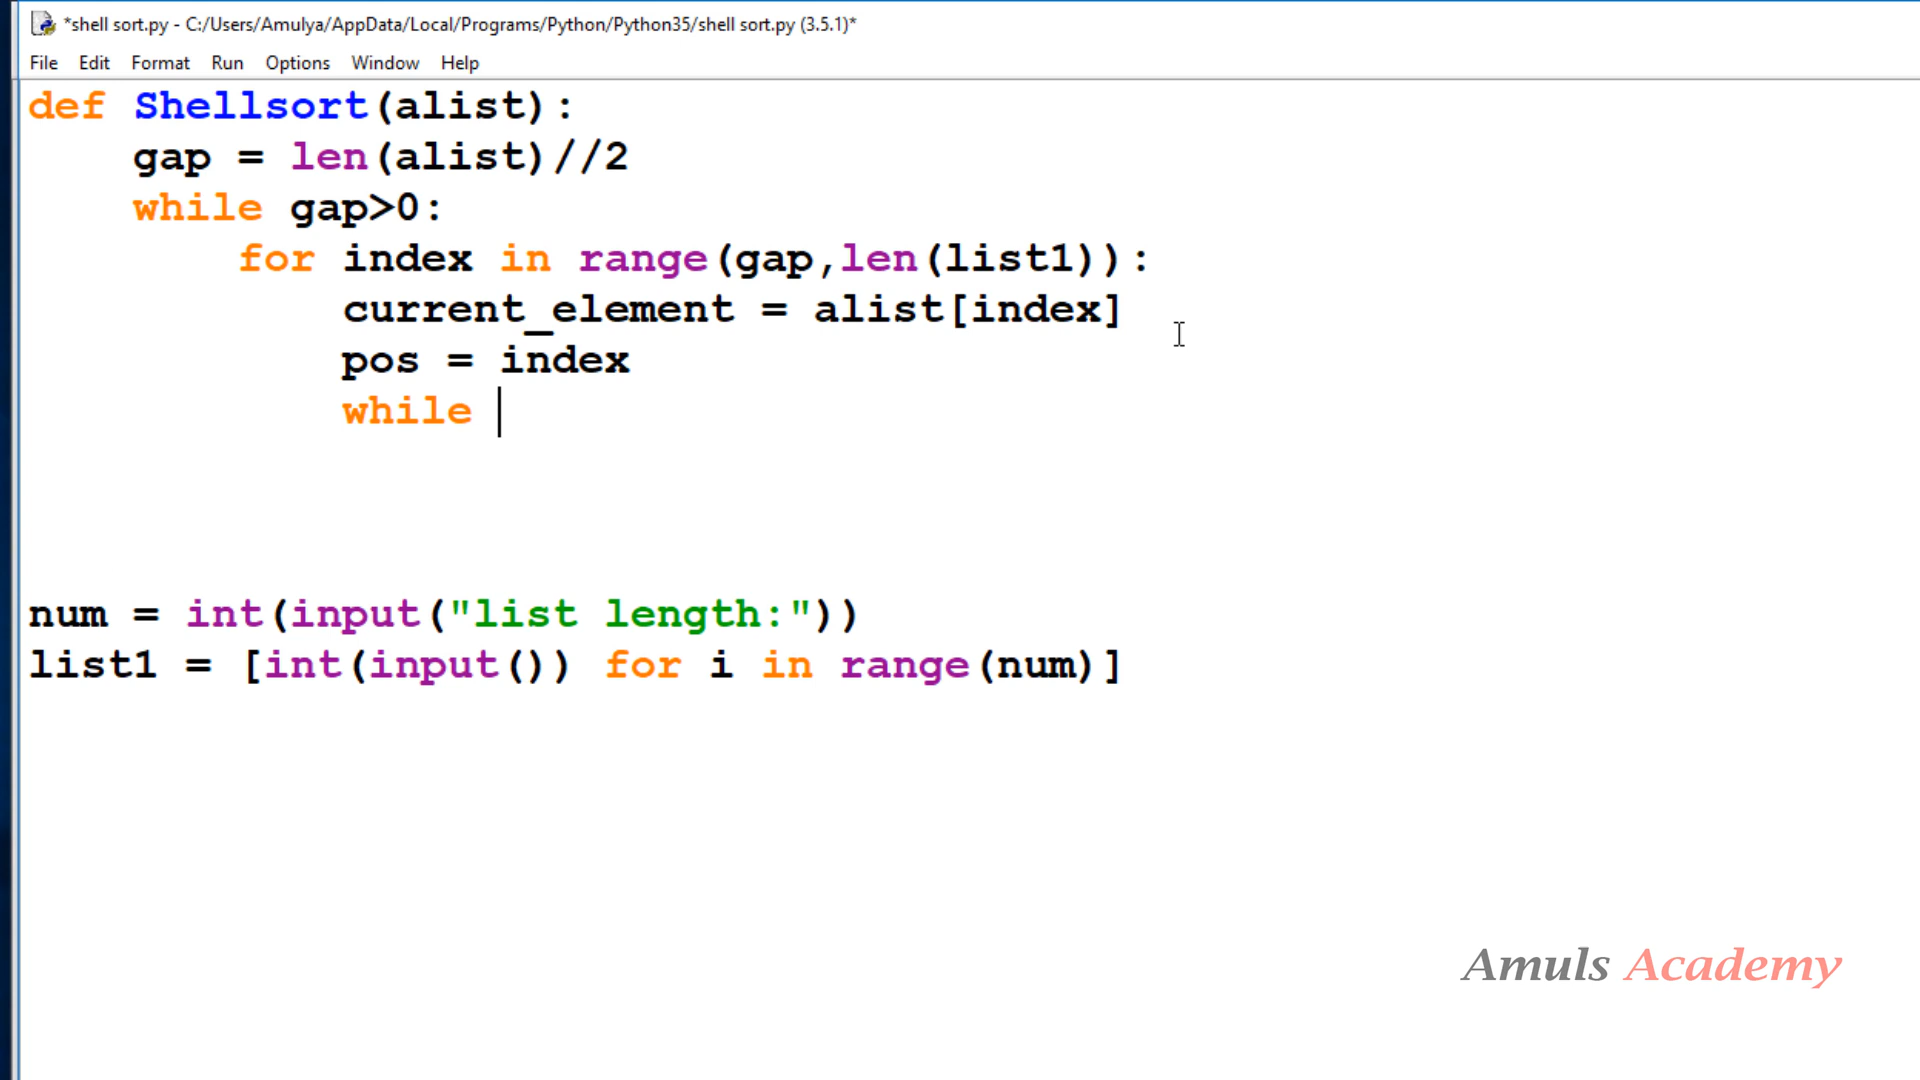 *shell sort.py - C:/Users/Amulya/AppData/Local/Programs/Python/Python35/shell sort.py (3.5.1)*
File Edit Format Run Options Window Help
def Shellsort(alist):
    gap = len(alist)//2
    while gap>0:
        for index in range(gap,len(list1)):
            current_element = alist[index]
            pos = index
            while
num = int(input("list length:"))
list1 = [int(input()) for i in range(num)]
Amuls Academy